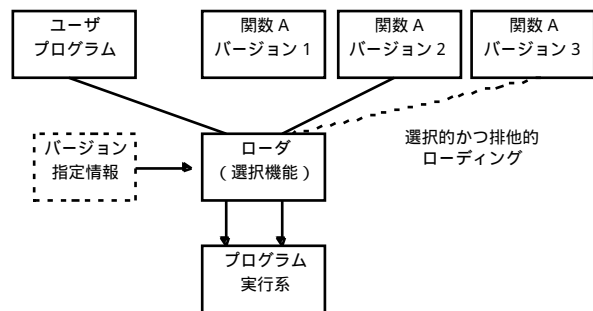 ユーザ
プログラム
関数 A
バージョン 1
関数 A
バージョン 2
関数 A
バージョン 3
バージョン
指定情報
ローダ
（選択機能）
選択的かつ排他的
ローディング
プログラム
実行系